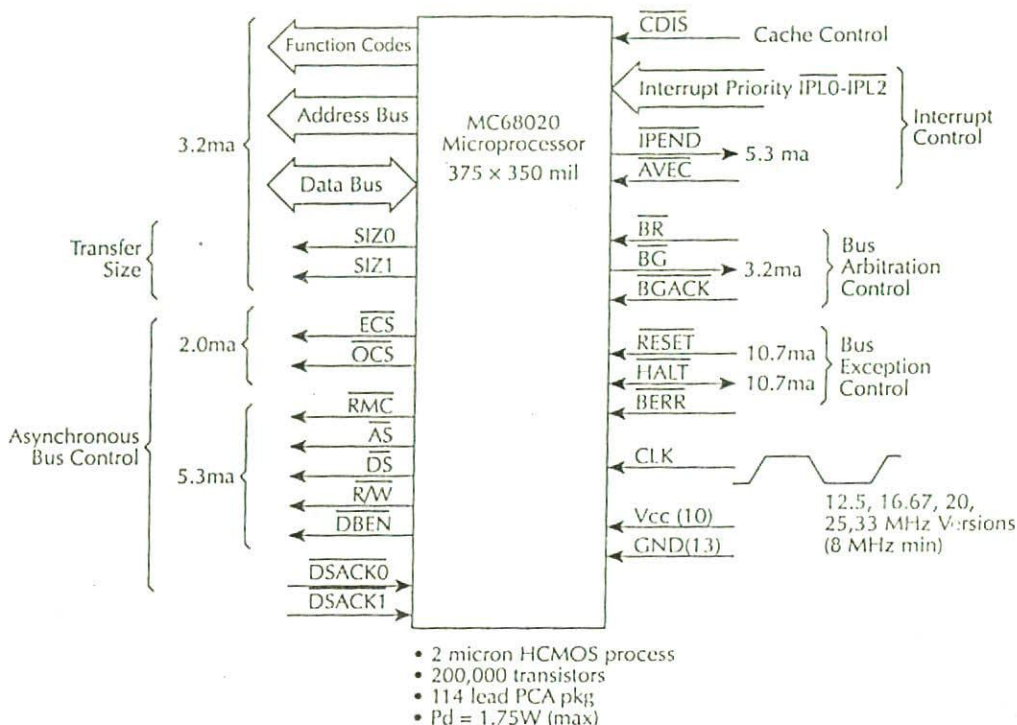 Function Codes
Address Bus
3.2ma
Data Bus
Transfer
Size
SIZ0
SIZ1
2.0ma
ECS
OCS
Asynchronous
Bus Control
5.3ma
RMC
AS
DS
R/W
DBEN
DSACK0
DSACK1
MC68020
Microprocessor
375 × 350 mil
CDIS
Cache Control
Interrupt Priority IPL0-IPL2
Interrupt
Control
IPEND
5.3 ma
AVEC
BR
BG
3.2ma
BGACK
Bus
Arbitration
Control
RESET
10.7ma
HALT
10.7ma
BERR
Bus
Exception
Control
CLK
Vcc (10)
GND(13)
12.5, 16.67, 20,
25,33 MHz Versions
(8 MHz min)
• 2 micron HCMOS process
• 200,000 transistors
• 114 lead PCA pkg
• Pd = 1.75W (max)